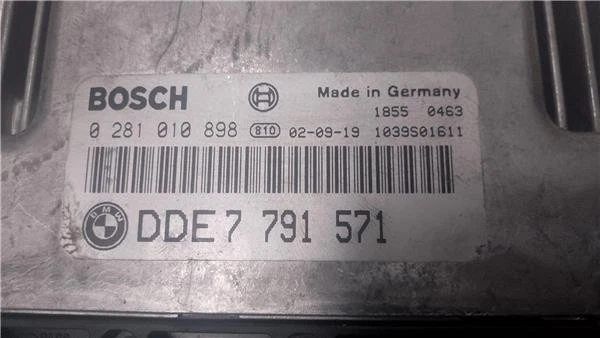 BOSCH Made in Germany
1855 0463
0 281 010 898 810 02-09-19 1039S01611
BMW DDE 7 791 571